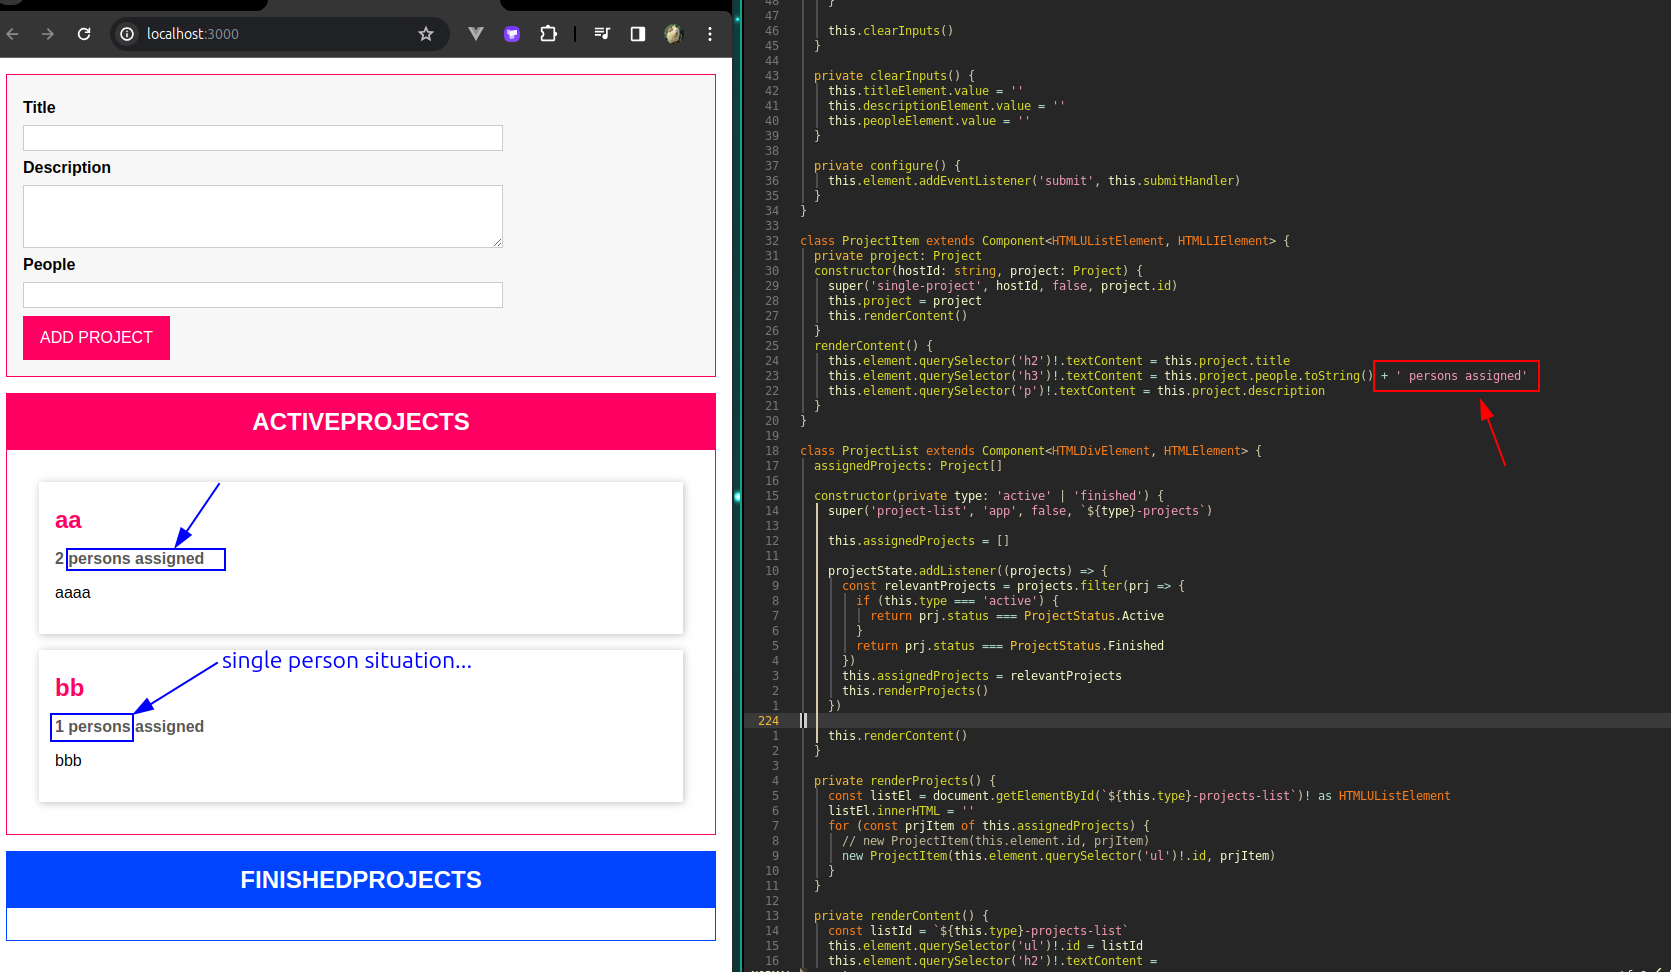 localhost:3000
Title
Description
People
ADD PROJECT
ACTIVEPROJECTS
aa
2 persons assigned
aaaa
single person situation...
bb
1 persons assigned
bbb
FINISHEDPROJECTS
48 }
47
46 this.clearInputs()
45 }
44
43 private clearInputs() {
42 this.titleElement.value = ''
41 this.descriptionElement.value = ''
40 this.peopleElement.value = ''
39 }
38
37 private configure() {
36 this.element.addEventListener('submit', this.submitHandler)
35 }
34 }
33
32 class ProjectItem extends Component<HTMLUListElement, HTMLLIElement> {
31 private project: Project
30 constructor(hostId: string, project: Project) {
29 super('single-project', hostId, false, project.id)
28 this.project = project
27 this.renderContent()
26 }
25 renderContent() {
24 this.element.querySelector('h2')!.textContent = this.project.title
23 this.element.querySelector('h3')!.textContent = this.project.people.toString() + ' persons assigned'
22 this.element.querySelector('p')!.textContent = this.project.description
21 }
20 }
19
18 class ProjectList extends Component<HTMLDivElement, HTMLElement> {
17 assignedProjects: Project[]
16
15 constructor(private type: 'active' | 'finished') {
14 super('project-list', 'app', false, `${type}-projects`)
13
12 this.assignedProjects = []
11
10 projectState.addListener((projects) => {
9 const relevantProjects = projects.filter(prj => {
8 if (this.type === 'active') {
7 return prj.status === ProjectStatus.Active
6 }
5 return prj.status === ProjectStatus.Finished
4 })
3 this.assignedProjects = relevantProjects
2 this.renderProjects()
1 })
224
1 this.renderContent()
2 }
3
4 private renderProjects() {
5 const listEl = document.getElementById(`${this.type}-projects-list`)! as HTMLUListElement
6 listEl.innerHTML = ''
7 for (const prjItem of this.assignedProjects) {
8 // new ProjectItem(this.element.id, prjItem)
9 new ProjectItem(this.element.querySelector('ul')!.id, prjItem)
10 }
11 }
12
13 private renderContent() {
14 const listId = `${this.type}-projects-list`
15 this.element.querySelector('ul')!.id = listId
16 this.element.querySelector('h2')!.textContent =